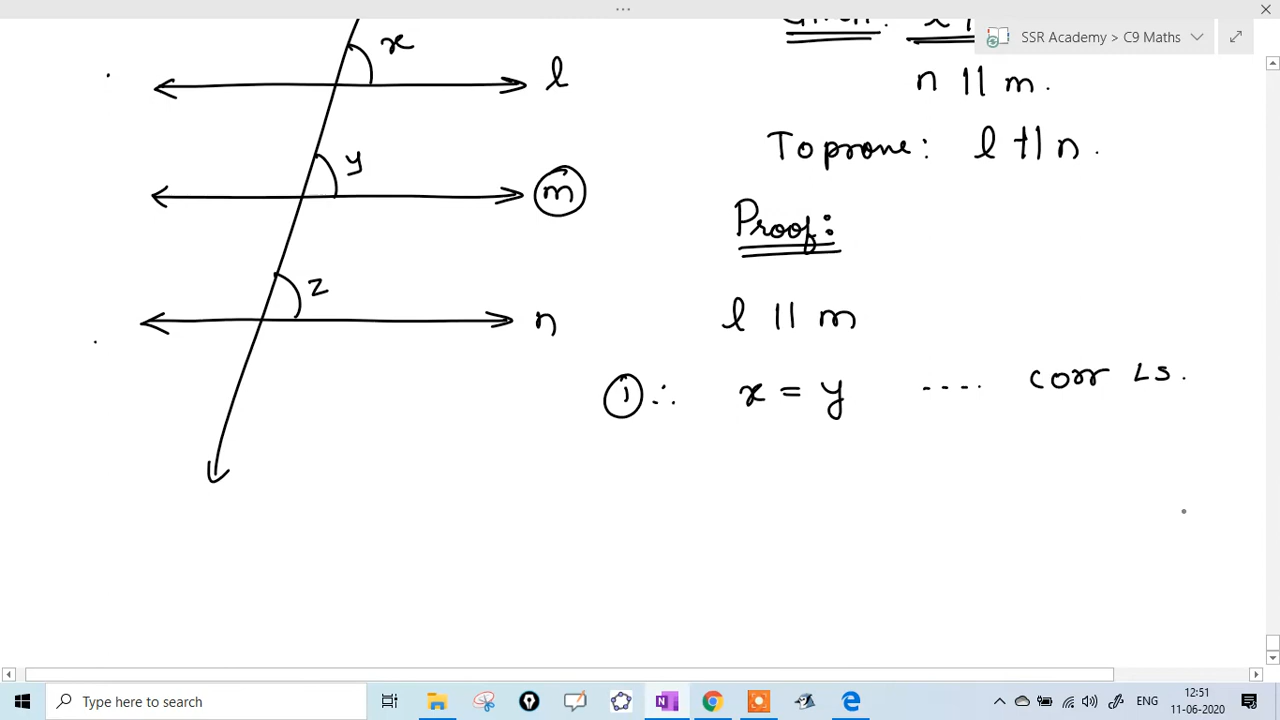 SSR Academy > C9 Maths
Given:
x
l
n || m.
y
To prove: l || n.
m
Proof:
z
n
l || m
① ∴ x = y .... corr ∠s.
Type here to search
ENG
12:51
11-06-2020